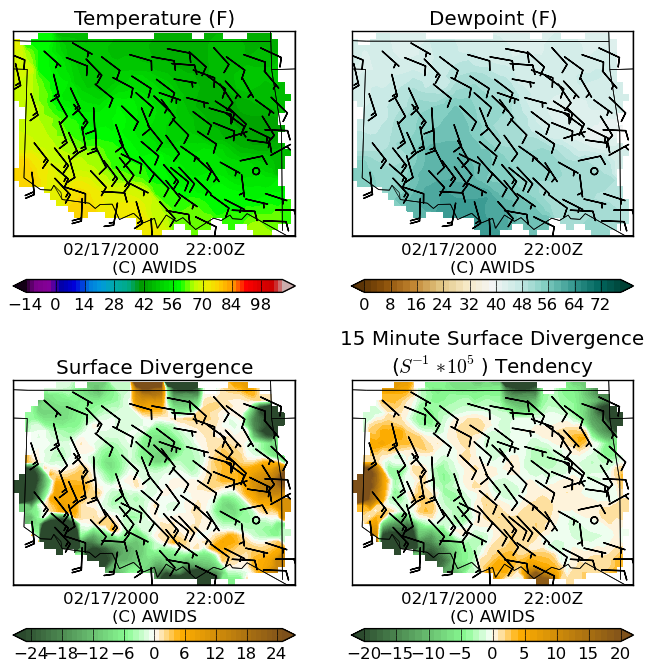 Temperature (F)
02/17/2000 22:00Z
(C) AWIDS
−14 0 14 28 42 56 70 84 98
Dewpoint (F)
02/17/2000 22:00Z
(C) AWIDS
0 8 16 24 32 40 48 56 64 72
Surface Divergence
02/17/2000 22:00Z
(C) AWIDS
−24 −18 −12 −6 0 6 12 18 24
15 Minute Surface Divergence
(S⁻¹ *10⁵ ) Tendency
02/17/2000 22:00Z
(C) AWIDS
−20 −15 −10 −5 0 5 10 15 20